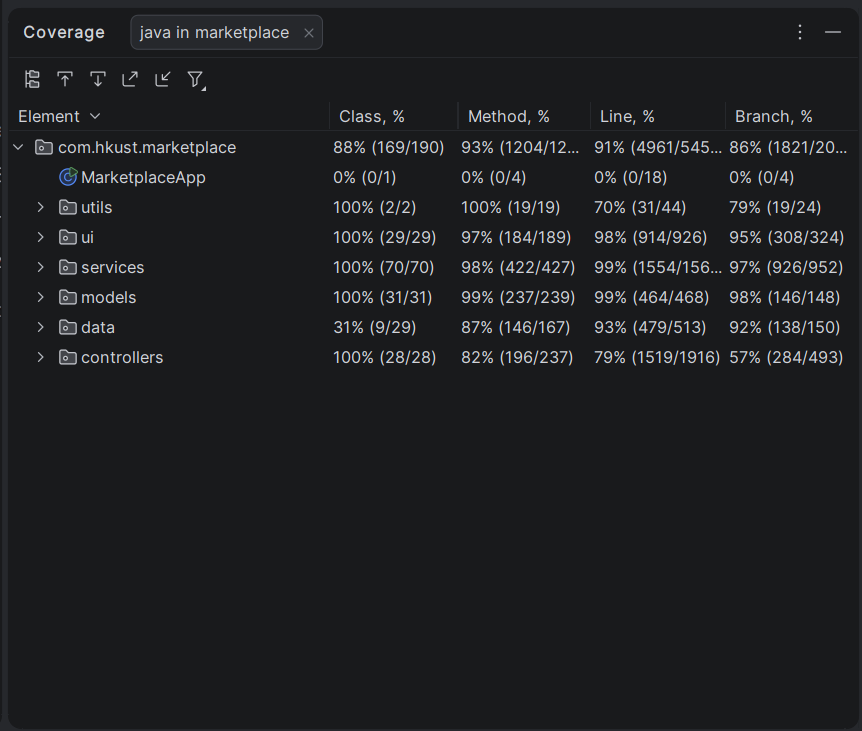 Coverage java in marketplace
Element Class, % Method, % Line, % Branch, %
com.hkust.marketplace 88% (169/190) 93% (1204/12... 91% (4961/545... 86% (1821/20...
MarketplaceApp 0% (0/1) 0% (0/4) 0% (0/18) 0% (0/4)
utils 100% (2/2) 100% (19/19) 70% (31/44) 79% (19/24)
ui 100% (29/29) 97% (184/189) 98% (914/926) 95% (308/324)
services 100% (70/70) 98% (422/427) 99% (1554/156... 97% (926/952)
models 100% (31/31) 99% (237/239) 99% (464/468) 98% (146/148)
data 31% (9/29) 87% (146/167) 93% (479/513) 92% (138/150)
controllers 100% (28/28) 82% (196/237) 79% (1519/1916) 57% (284/493)